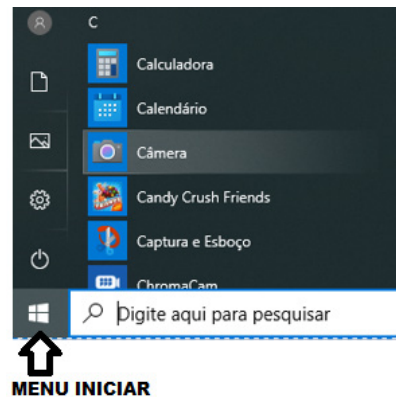 C
Calculadora
Calendário
Câmera
Candy Crush Friends
Captura e Esboço
ChromaCam
Digite aqui para pesquisar
MENU INICIAR